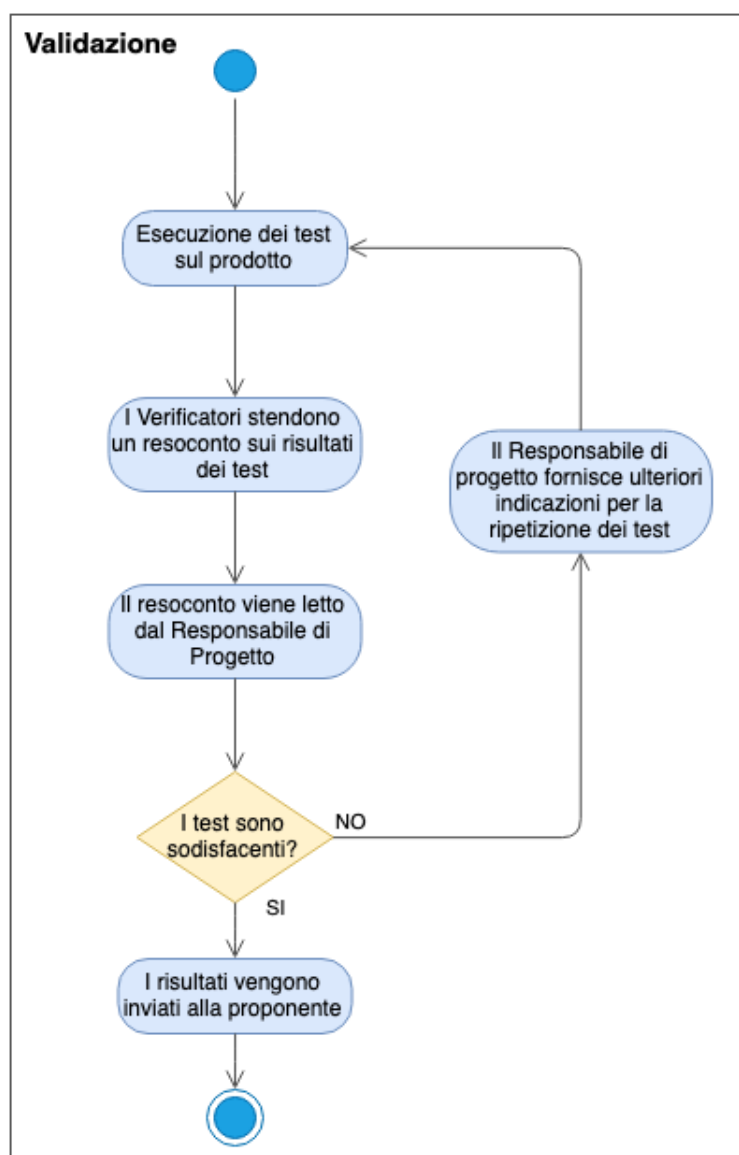 Validazione
Esecuzione dei test
sul prodotto
I Verificatori stendono
un resoconto sui risultati
dei test
Il Responsabile di
progetto fornisce ulteriori
indicazioni per la
ripetizione dei test
Il resoconto viene letto
dal Responsabile di
Progetto
I test sono
sodisfacenti?
NO
SI
I risultati vengono
inviati alla proponente